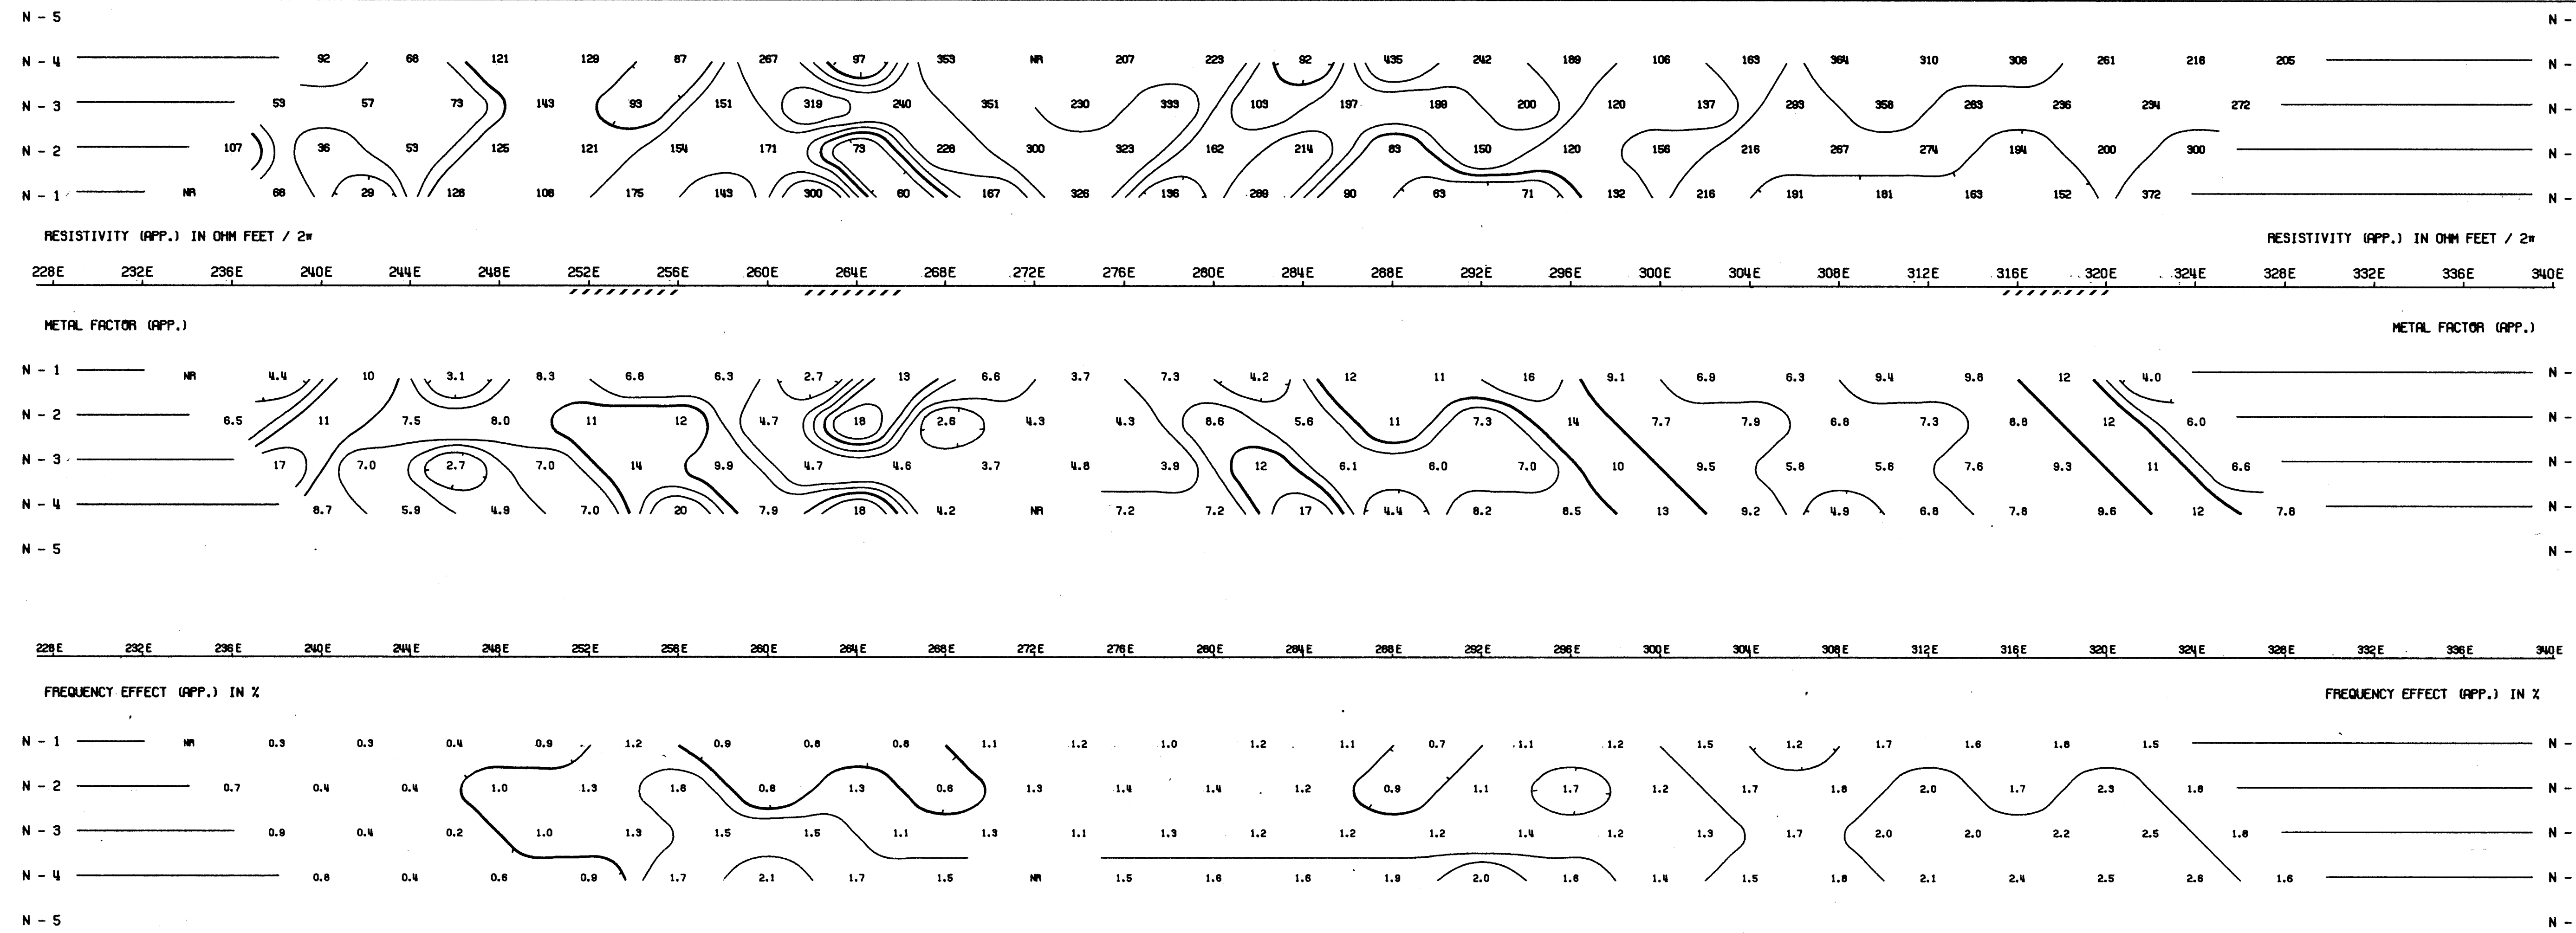 N - 5 N -
N - 4 92 68 121 129 87 267 97 353 NR 207 223 92 435 242 189 106 163 364 310 308 261 218 205 N -
N - 3 53 57 73 143 93 151 319 240 351 230 333 103 197 199 200 120 137 293 358 283 236 234 272 N -
N - 2 107 36 53 125 121 154 171 73 228 300 323 162 214 83 150 120 156 216 267 274 194 200 300 N -
N - 1 NR 68 29 128 108 175 143 300 60 167 326 136 289 90 63 71 132 216 191 181 163 152 372 N -
RESISTIVITY (APP.) IN OHM FEET / 2π RESISTIVITY (APP.) IN OHM FEET / 2π
228E 232E 236E 240E 244E 248E 252E 256E 260E 264E 268E 272E 276E 280E 284E 288E 292E 296E 300E 304E 308E 312E 316E 320E 324E 328E 332E 336E 340E
METAL FACTOR (APP.) METAL FACTOR (APP.)
N - 1 NR 4.4 10 3.1 8.3 6.8 6.3 2.7 13 6.6 3.7 7.3 4.2 12 11 16 9.1 6.9 6.3 9.4 9.8 12 4.0 N -
N - 2 6.5 11 7.5 8.0 11 12 4.7 18 2.6 4.3 4.3 8.6 5.6 11 7.3 14 7.7 7.9 6.8 7.3 8.8 12 6.0 N -
N - 3 17 7.0 2.7 7.0 14 9.9 4.7 4.6 3.7 4.8 3.9 12 6.1 6.0 7.0 10 9.5 5.8 5.6 7.6 9.3 11 6.6 N -
N - 4 8.7 5.9 4.9 7.0 20 7.9 18 4.2 NR 7.2 7.2 17 4.4 8.2 8.5 13 9.2 4.9 6.8 7.8 9.6 12 7.8 N -
N - 5 N -
228E 232E 236E 240E 244E 248E 252E 256E 260E 264E 268E 272E 276E 280E 284E 288E 292E 296E 300E 304E 308E 312E 316E 320E 324E 328E 332E 336E 340E
FREQUENCY EFFECT (APP.) IN % FREQUENCY EFFECT (APP.) IN %
N - 1 NR 0.3 0.3 0.4 0.9 1.2 0.9 0.8 0.8 1.1 1.2 1.0 1.2 1.1 0.7 1.1 1.2 1.5 1.2 1.7 1.6 1.8 1.5 N -
N - 2 0.7 0.4 0.4 1.0 1.3 1.8 0.8 1.3 0.6 1.3 1.4 1.4 1.2 0.9 1.1 1.7 1.2 1.7 1.8 2.0 1.7 2.3 1.8 N -
N - 3 0.9 0.4 0.2 1.0 1.3 1.5 1.5 1.1 1.3 1.1 1.3 1.2 1.2 1.2 1.4 1.2 1.3 1.7 2.0 2.0 2.2 2.5 1.8 N -
N - 4 0.8 0.4 0.6 0.9 1.7 2.1 1.7 1.5 NR 1.5 1.6 1.6 1.9 2.0 1.6 1.4 1.5 1.8 2.1 2.4 2.5 2.6 1.6 N -
N - 5 N -